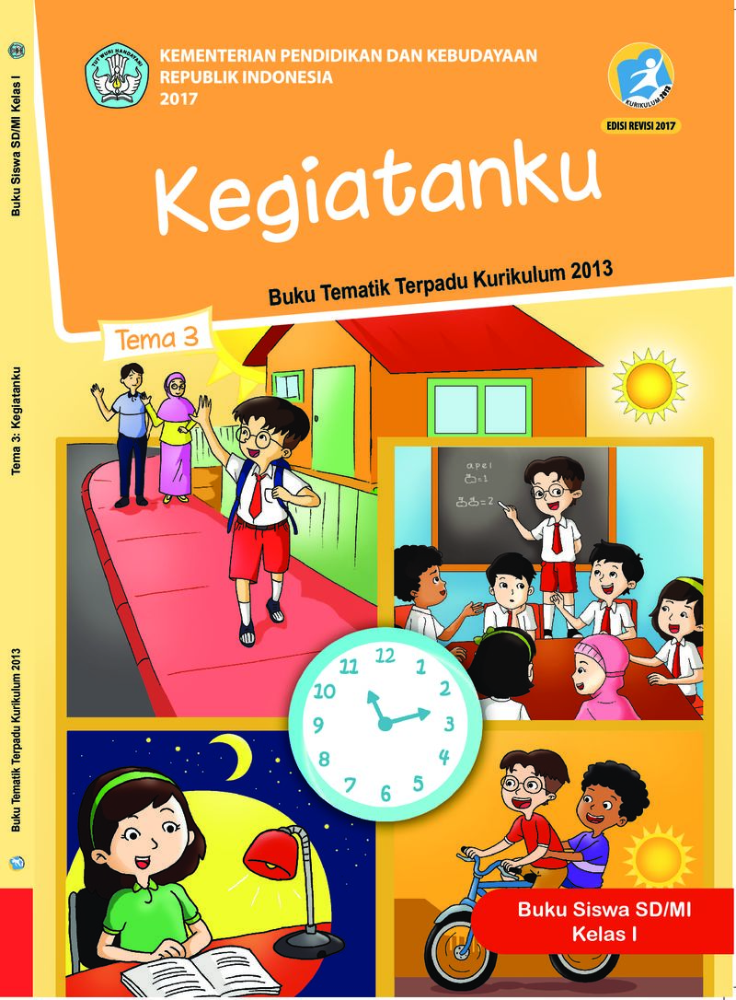 Buku Siswa SD/MI Kelas I
Tema 3: Kegiatanku
Buku Tematik Terpadu Kurikulum 2013
TUT WURI HANDAYANI
KEMENTERIAN PENDIDIKAN DAN KEBUDAYAAN
REPUBLIK INDONESIA
2017
KURIKULUM 2013
EDISI REVISI 2017
Kegiatanku
Buku Tematik Terpadu Kurikulum 2013
Tema 3
apel
=1
=2
12
1
2
3
4
5
6
7
8
9
10
11
Buku Siswa SD/MI
Kelas I